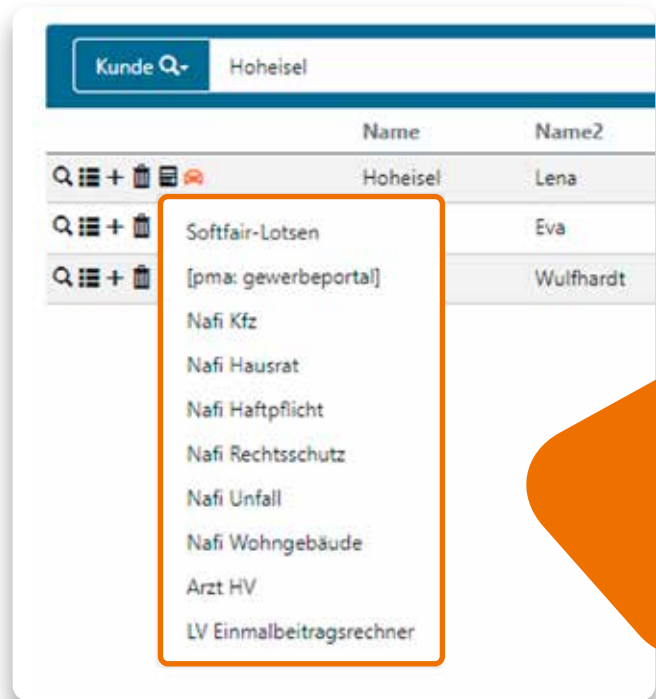 Kunde Hoheisel
Name Name2
Hoheisel Lena
Eva
Wulfhardt
Softfair-Lotsen
[pma: gewerbeportal]
Nafi Kfz
Nafi Hausrat
Nafi Haftpflicht
Nafi Rechtsschutz
Nafi Unfall
Nafi Wohngebäude
Arzt HV
LV Einmalbeitragsrechner